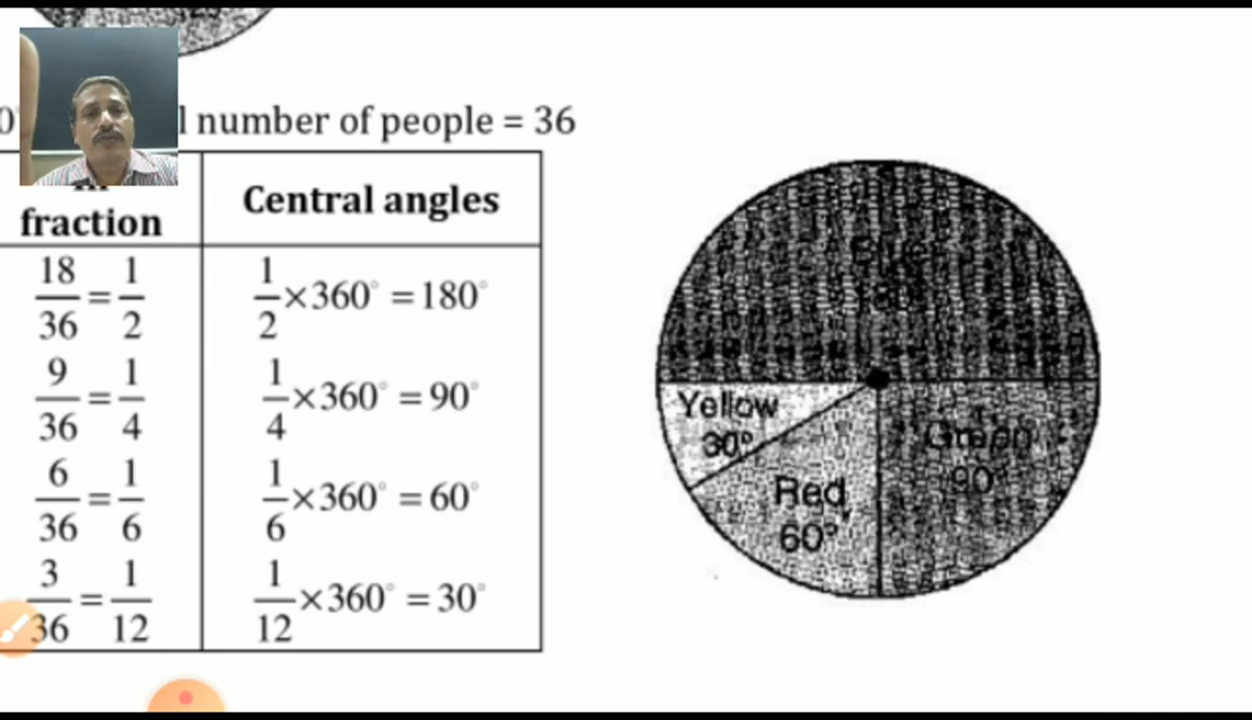 l number of people = 36
fraction
Central angles
18/36 = 1/2
1/2 ×360° = 180°
9/36 = 1/4
1/4 ×360° = 90°
6/36 = 1/6
1/6 ×360° = 60°
3/36 = 1/12
1/12 ×360° = 30°
Blue
Yellow
30°
Green
90°
Red
60°